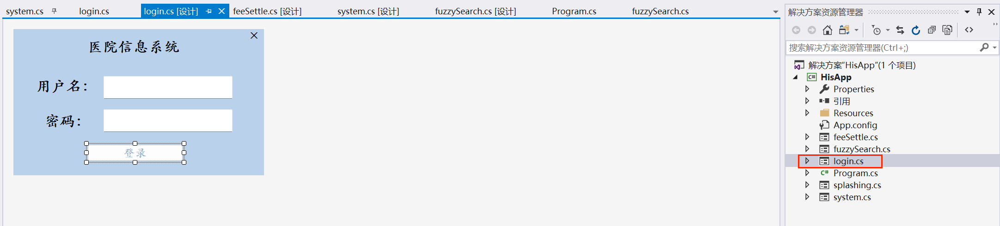 system.cs login.cs login.cs [设计] feeSettle.cs [设计] system.cs [设计] fuzzySearch.cs [设计] Program.cs fuzzySearch.cs
医院信息系统
用户名：
密码：
登录
解决方案资源管理器
搜索解决方案资源管理器(Ctrl+;)
解决方案“HisApp”(1 个项目)
C# HisApp
Properties
引用
Resources
App.config
feeSettle.cs
fuzzySearch.cs
login.cs
C# Program.cs
splashing.cs
system.cs